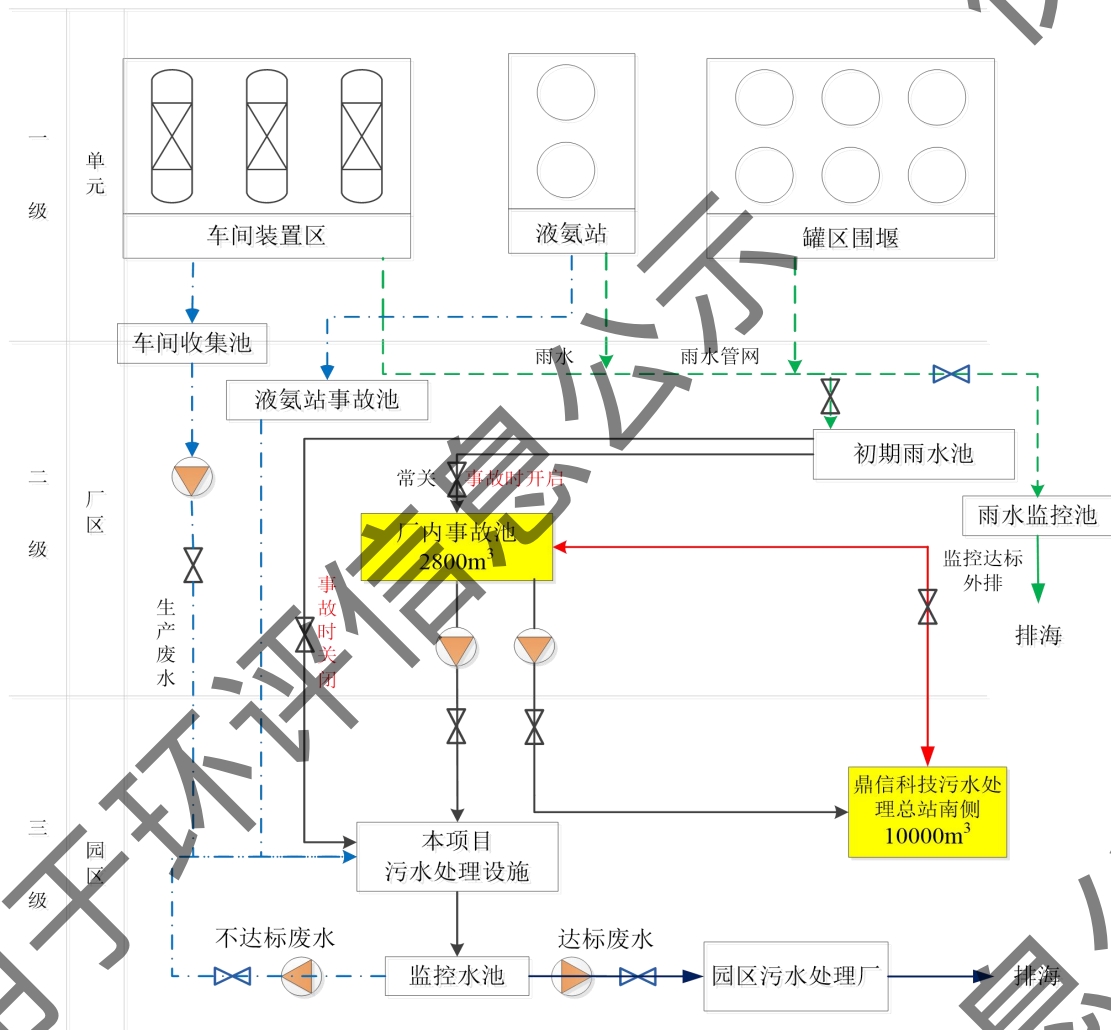 一级
单元
车间装置区
液氨站
罐区围堰
车间收集池
雨水
雨水管网
液氨站事故池
初期雨水池
二级
厂区
常关
事故时开启
厂内事故池
2800m³
雨水监控池
监控达标
外排
排海
生产废水
事故时关闭
三级
园区
鼎信科技污水处
理总站南侧
10000m³
本项目
污水处理设施
不达标废水
达标废水
监控水池
园区污水处理厂
排海
用于环评信息公示